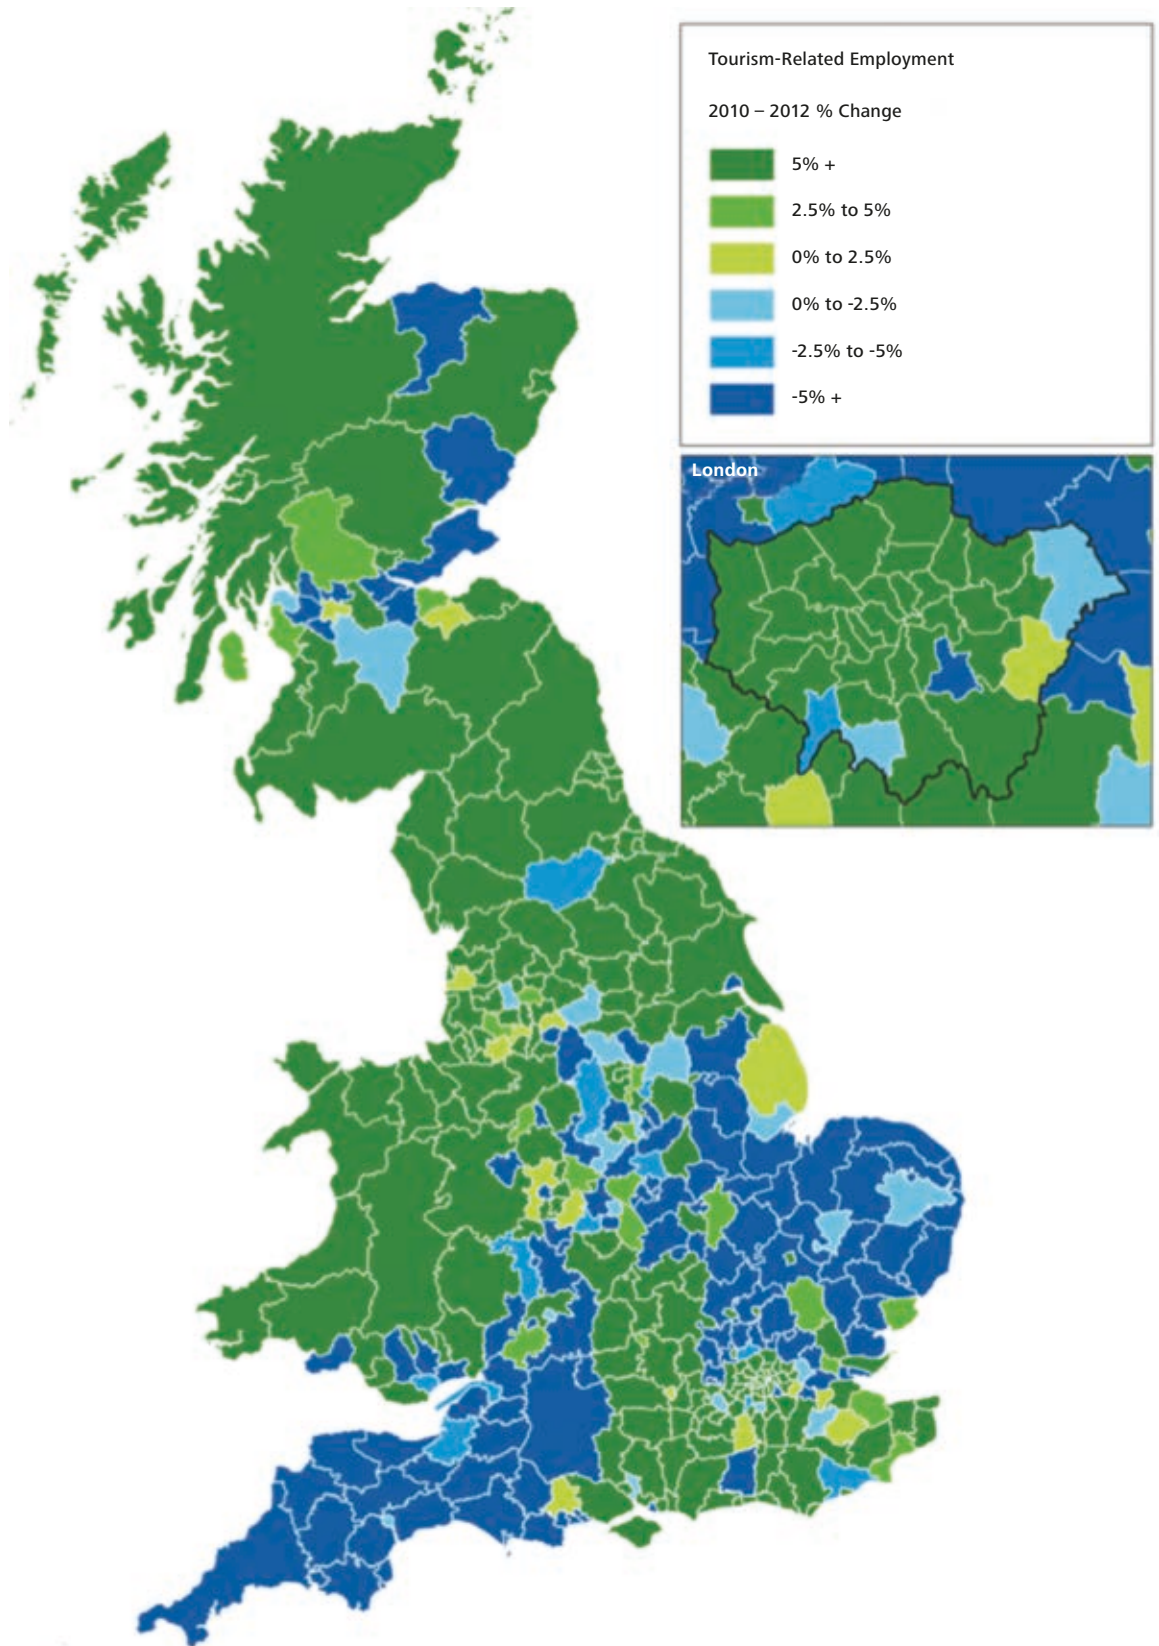 Tourism-Related Employment
2010 – 2012 % Change
5% +
2.5% to 5%
0% to 2.5%
0% to -2.5%
-2.5% to -5%
-5% +
London